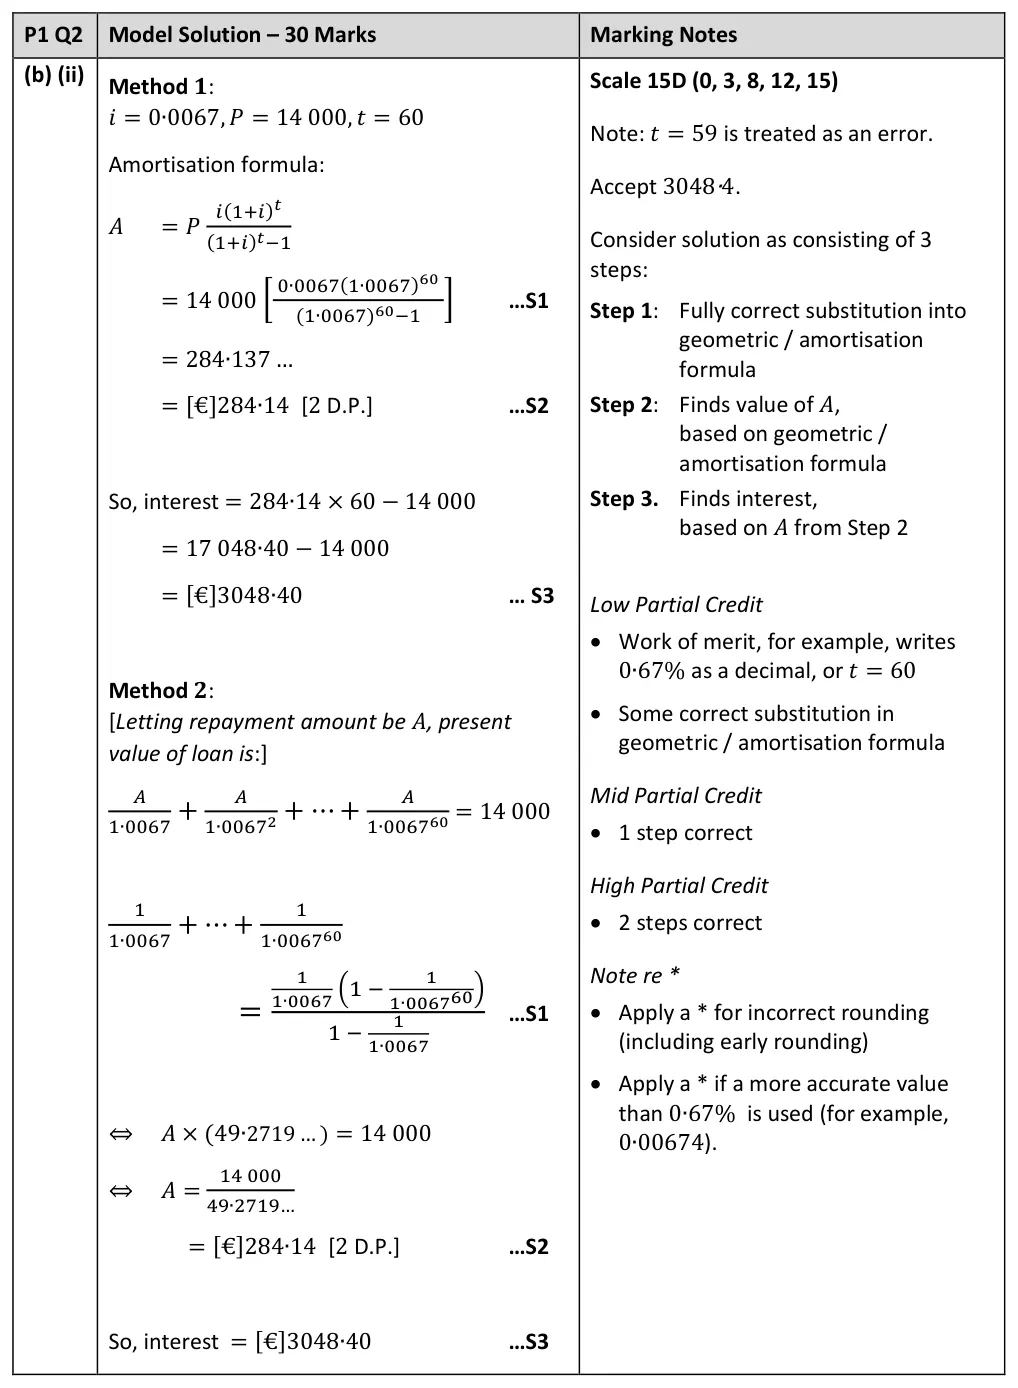 P1 Q2 Model Solution – 30 Marks Marking Notes
(b) (ii)
Method 1:
i = 0·0067, P = 14 000, t = 60
Amortisation formula:
A = P i(1+i)^t / (1+i)^t−1
= 14 000 [0·0067(1·0067)^60 / (1·0067)^60−1] …S1
= 284·137 …
= [€]284·14 [2 D.P.] …S2
So, interest = 284·14 × 60 − 14 000
= 17 048·40 − 14 000
= [€]3048·40 … S3
Method 2:
[Letting repayment amount be A, present
value of loan is:]
A/1·0067 + A/1·0067^2 + ⋯ + A/1·0067^60 = 14 000
1/1·0067 + ⋯ + 1/1·0067^60
= 1/1·0067 (1 − 1/1·0067^60) / 1 − 1/1·0067 …S1
⇔ A × (49·2719 … ) = 14 000
⇔ A = 14 000/49·2719…
= [€]284·14 [2 D.P.] …S2
So, interest = [€]3048·40 …S3
Scale 15D (0, 3, 8, 12, 15)
Note: t = 59 is treated as an error.
Accept 3048·4.
Consider solution as consisting of 3
steps:
Step 1: Fully correct substitution into
geometric / amortisation
formula
Step 2: Finds value of A,
based on geometric /
amortisation formula
Step 3. Finds interest,
based on A from Step 2
Low Partial Credit
• Work of merit, for example, writes
0·67% as a decimal, or t = 60
• Some correct substitution in
geometric / amortisation formula
Mid Partial Credit
• 1 step correct
High Partial Credit
• 2 steps correct
Note re *
• Apply a * for incorrect rounding
(including early rounding)
• Apply a * if a more accurate value
than 0·67% is used (for example,
0·00674).